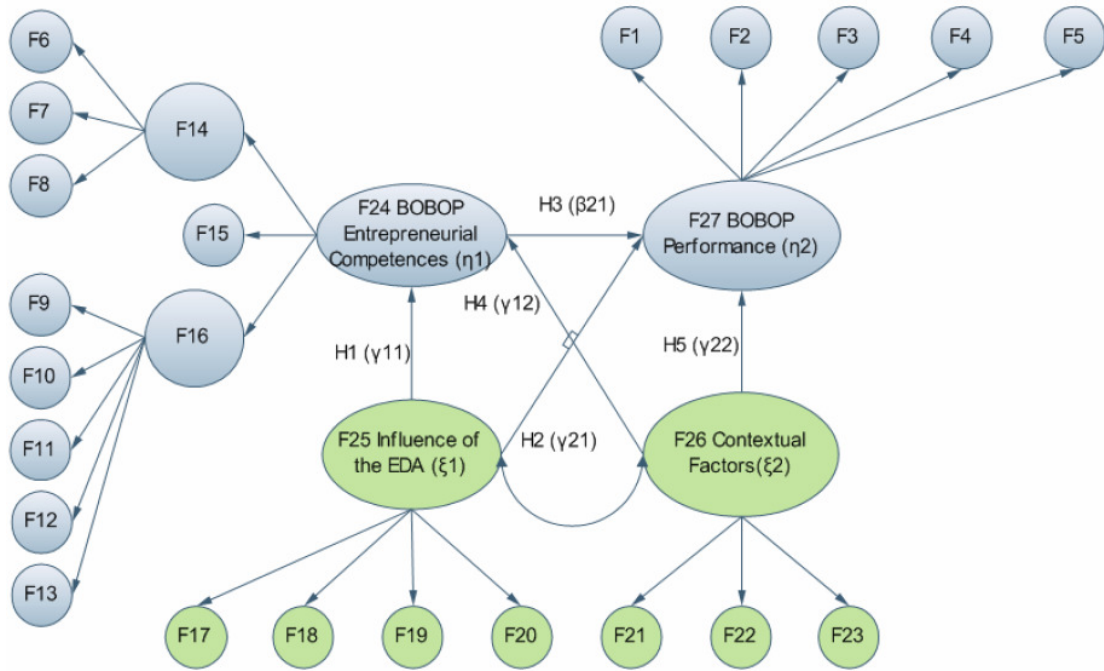 F6
F7
F8
F14
F15
F9
F10
F11
F12
F13
F16
F1
F2
F3
F4
F5
F24 BOBOP
Entrepreneurial
Competences (η1)
H3 (β21)
F27 BOBOP
Performance (η2)
H4 (γ12)
H1 (γ11)
H5 (γ22)
H2 (γ21)
F25 Influence of
the EDA (ξ1)
F26 Contextual
Factors(ξ2)
F17
F18
F19
F20
F21
F22
F23